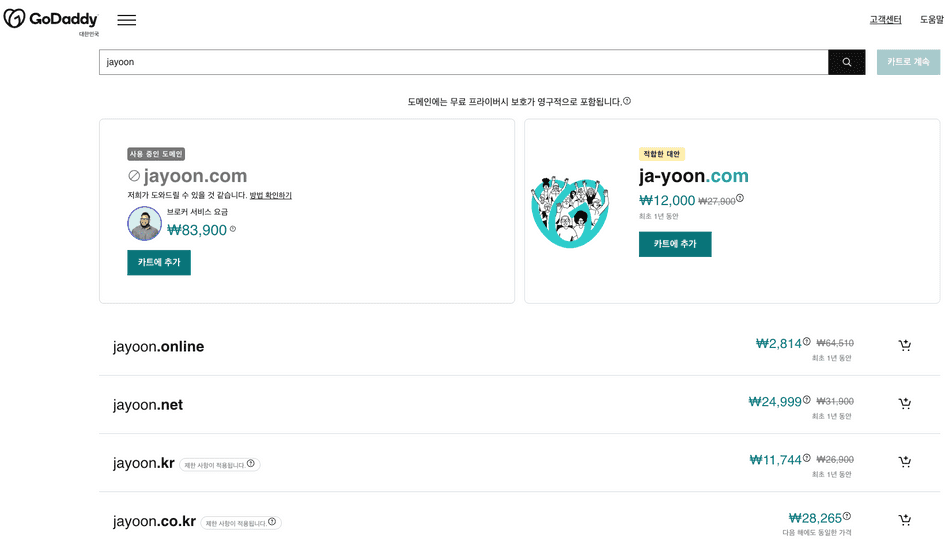 GoDaddy
대한민국
고객센터 도움말
jayoon
카트로 계속
도메인에는 무료 프라이버시 보호가 영구적으로 포함됩니다.
사용 중인 도메인
jayoon.com
저희가 도와드릴 수 있을 것 같습니다. 방법 확인하기
브로커 서비스 요금
₩83,900
카트에 추가
적합한 대안
ja-yoon.com
₩12,000 ₩27,900
최초 1년 동안
카트에 추가
jayoon.online
₩2,814 ₩64,510
최초 1년 동안
jayoon.net
₩24,999 ₩31,900
최초 1년 동안
jayoon.kr 제한 사항이 적용됩니다.
₩11,744 ₩26,900
최초 1년 동안
jayoon.co.kr 제한 사항이 적용됩니다.
₩28,265
다음 해에도 동일한 가격